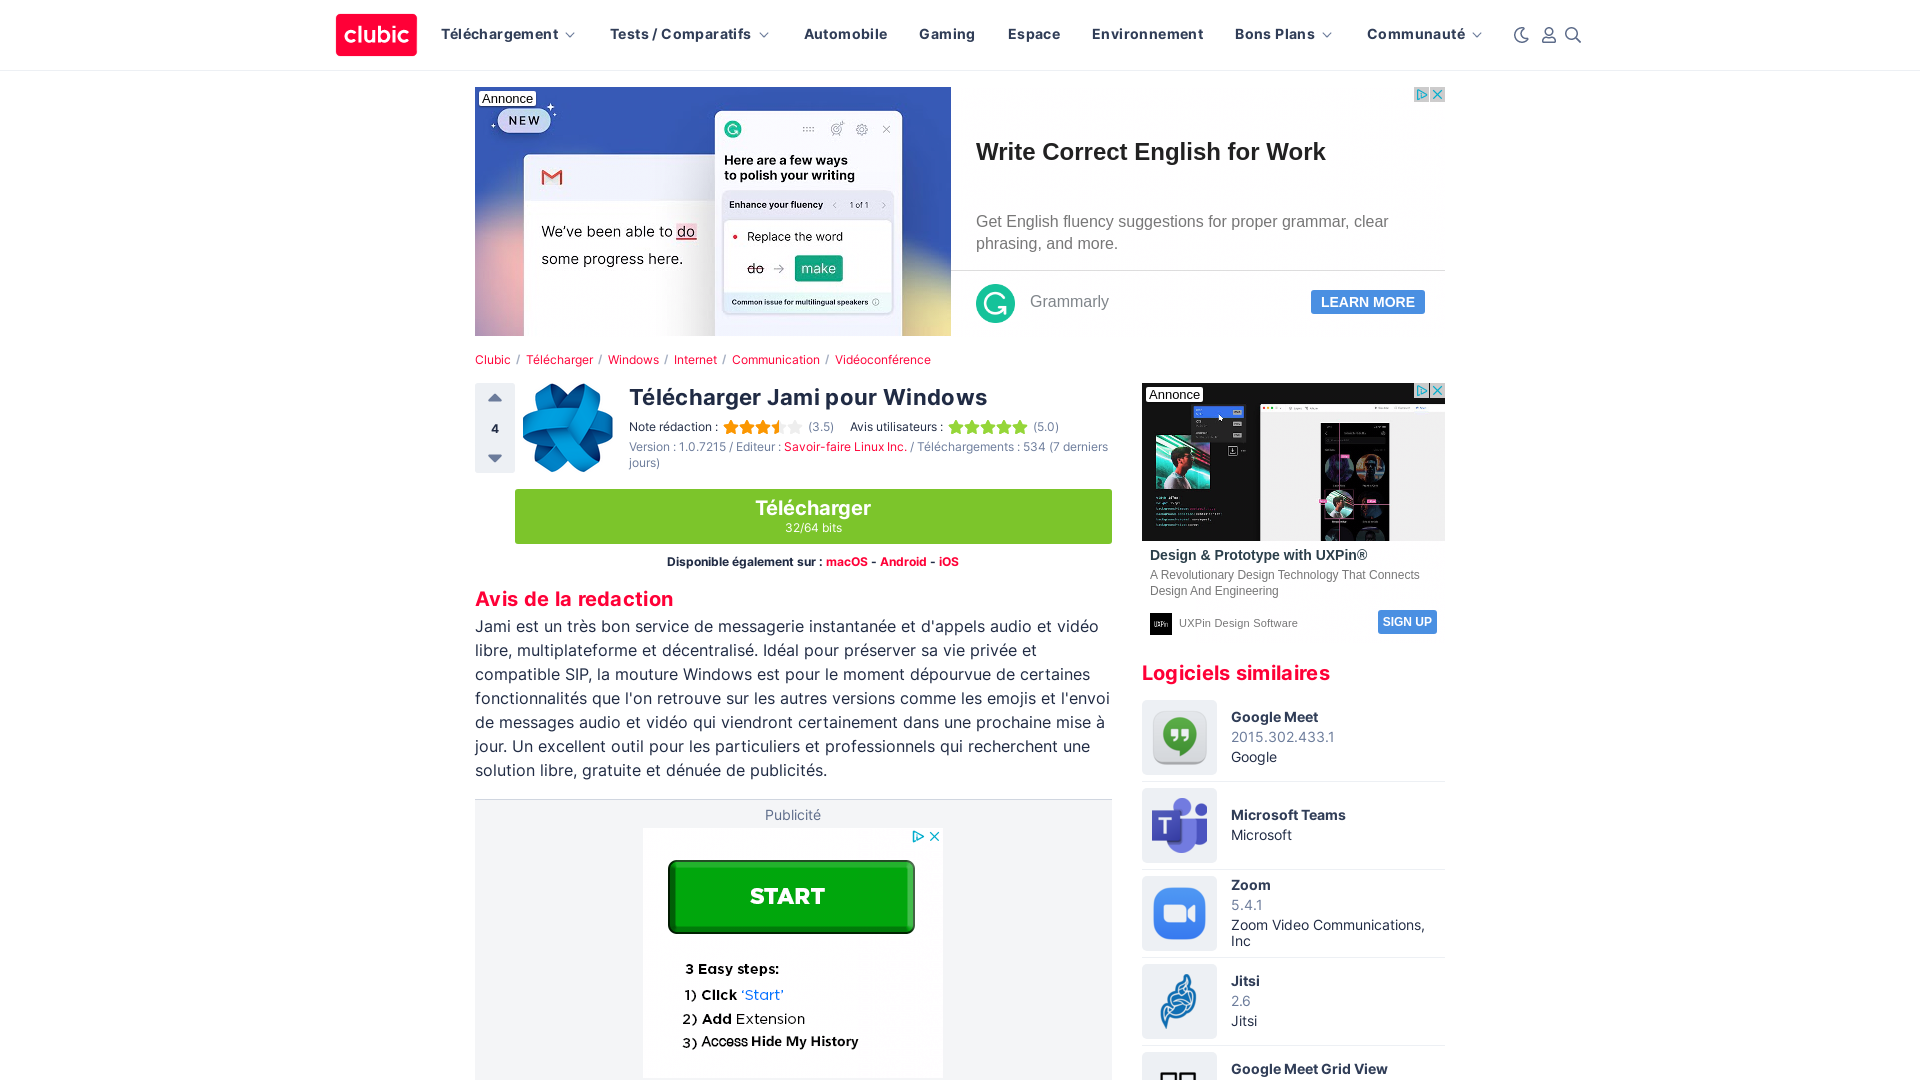 clubic
Téléchargement
Tests / Comparatifs
Automobile
Gaming
Espace
Environnement
Bons Plans
Communauté
Annonce
NEW
We've been able to do
some progress here.
Here are a few ways
to polish your writing
Enhance your fluency
1 of 1
Replace the word
do → make
Common issue for multilingual speakers
Write Correct English for Work
Get English fluency suggestions for proper grammar, clear
phrasing, and more.
Grammarly
LEARN MORE
Clubic / Télécharger / Windows / Internet / Communication / Vidéoconférence
4
Télécharger Jami pour Windows
Note rédaction : (3.5) Avis utilisateurs : (5.0)
Version : 1.0.7215 / Editeur : Savoir-faire Linux Inc. / Téléchargements : 534 (7 derniers
jours)
Télécharger
32/64 bits
Disponible également sur : macOS - Android - iOS
Avis de la redaction
Jami est un très bon service de messagerie instantanée et d'appels audio et vidéo
libre, multiplateforme et décentralisé. Idéal pour préserver sa vie privée et
compatible SIP, la mouture Windows est pour le moment dépourvue de certaines
fonctionnalités que l'on retrouve sur les autres versions comme les emojis et l'envoi
de messages audio et vidéo qui viendront certainement dans une prochaine mise à
jour. Un excellent outil pour les particuliers et professionnels qui recherchent une
solution libre, gratuite et dénuée de publicités.
Publicité
START
3 Easy steps:
1) Click 'Start'
2) Add Extension
3) Access Hide My History
Annonce
Design & Prototype with UXPin®
A Revolutionary Design Technology That Connects
Design And Engineering
UXPin
UXPin Design Software
SIGN UP
Logiciels similaires
Google Meet
2015.302.433.1
Google
Microsoft Teams
Microsoft
Zoom
5.4.1
Zoom Video Communications,
Inc
Jitsi
2.6
Jitsi
Google Meet Grid View